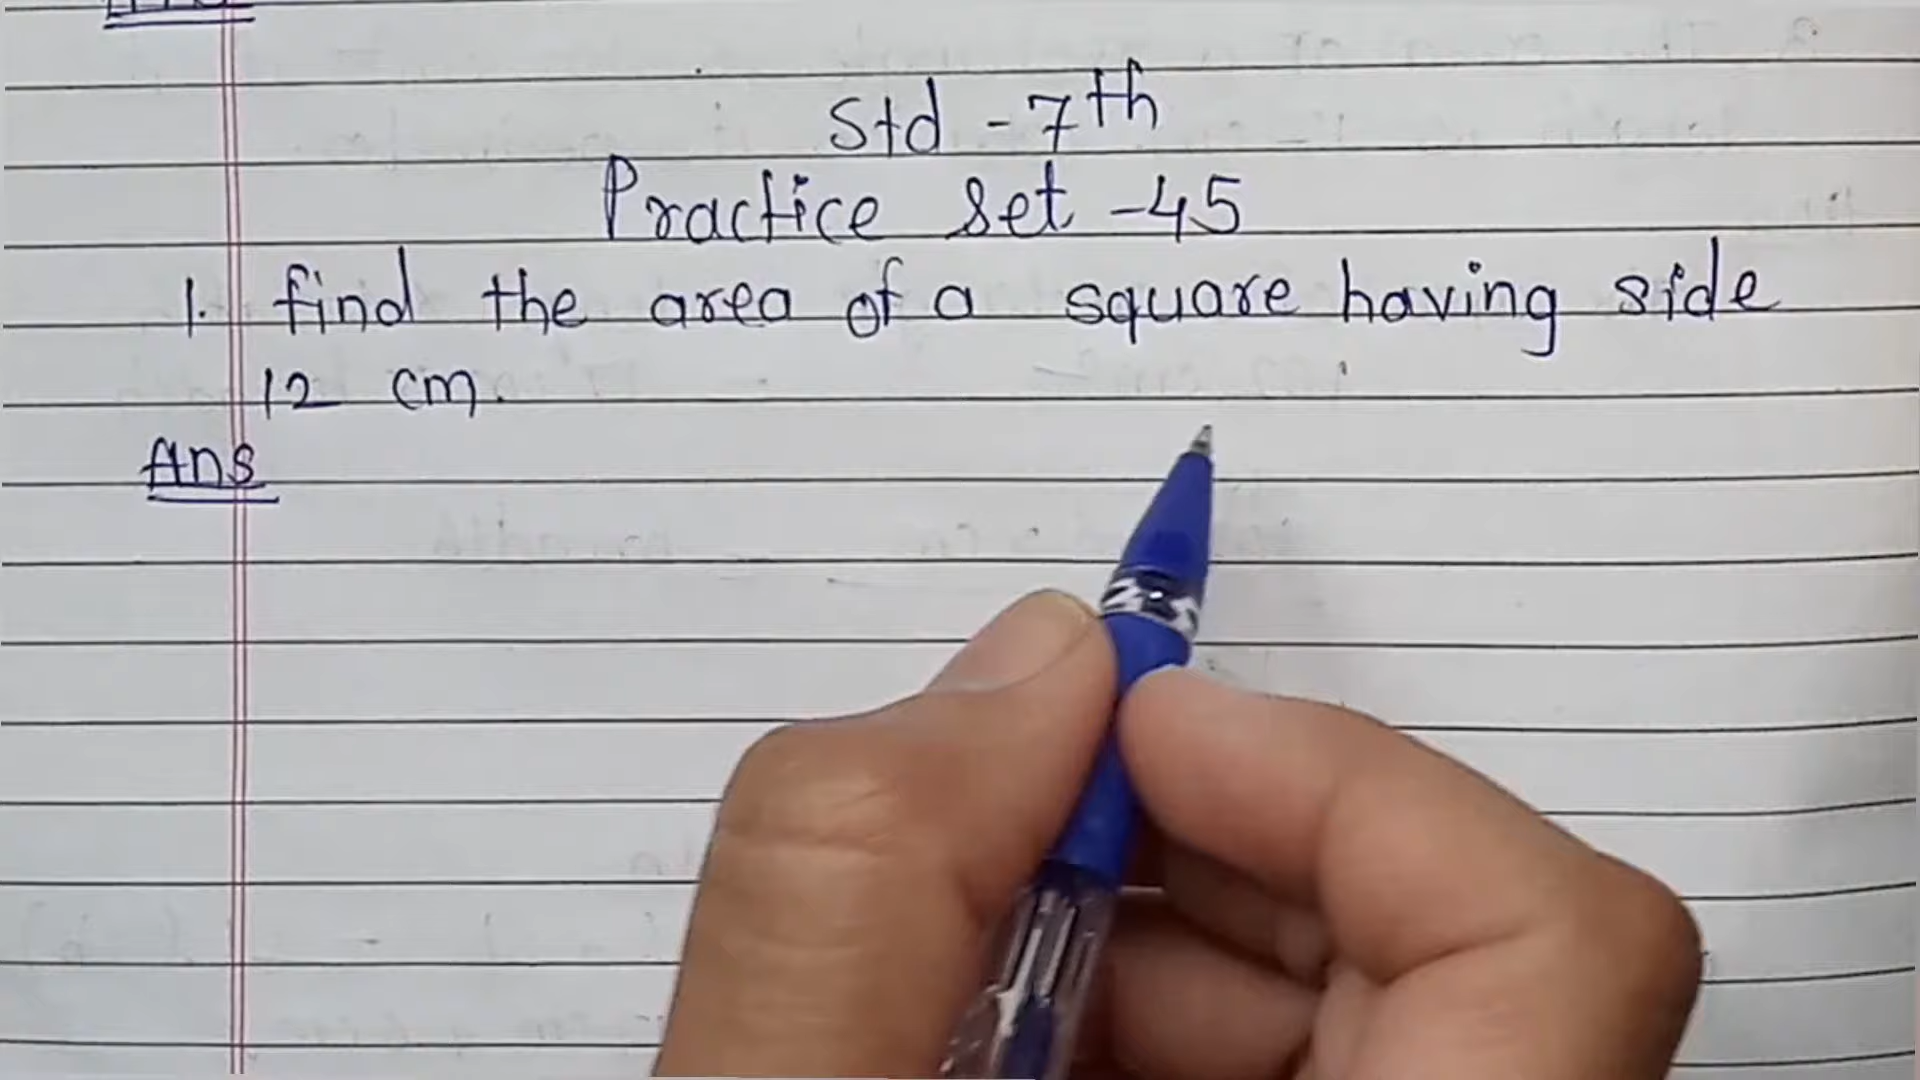 Std - 7th
Practice set - 45
1. find the area of a square having side
12 cm.
Ans